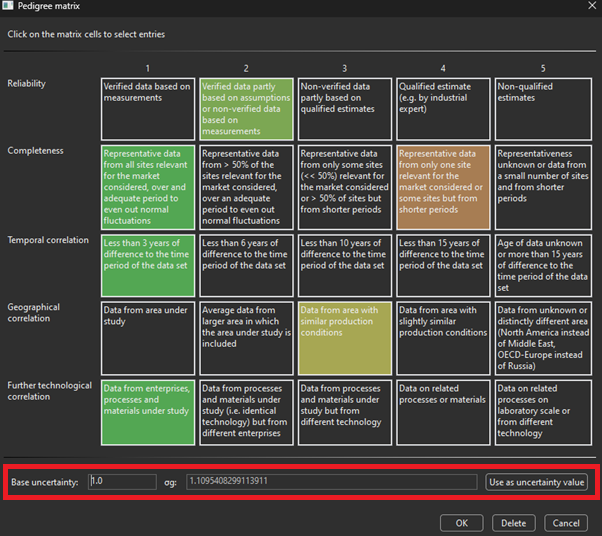 Pedigree matrix
Click on the matrix cells to select entries
1 2 3 4 5
Reliability
Verified data based on
measurements
Verified data partly
based on assumptions
or non-verified data
based on
measurements
Non-verified data
partly based on
qualified estimates
Qualified estimate
(e.g. by industrial
expert)
Non-qualified
estimates
Completeness
Representative data
from all sites relevant
for the market
considered, over and
adequate period to
even out normal
fluctuations
Representative data
from > 50% of the
sites relevant for the
market considered,
over an adequate
period to even out
normal fluctuations
Representative data
from only some sites
(<< 50%) relevant for
the market considered
or > 50% of sites but
from shorter periods
Representative data
from only one site
relevant for the
market considered or
some sites but from
shorter periods
Representativeness
unknown or data from
a small number of sites
and from shorter
periods
Temporal correlation
Less than 3 years of
difference to the time
period of the data set
Less than 6 years of
difference to the time
period of the data set
Less than 10 years of
difference to the time
period of the data set
Less than 15 years of
difference to the time
period of the data set
Age of data unknown
or more than 15 years
of difference to the
time period of the data
set
Geographical
correlation
Data from area under
study
Average data from
larger area in which
the area under study is
included
Data from area with
similar production
conditions
Data from area with
slightly similar
production conditions
Data from unknown or
distinctly different area
(North America
instead of Middle East,
OECD-Europe instead
of Russia)
Further technological
correlation
Data from enterprises,
processes and
materials under study
Data from processes
and materials under
study (i.e. identical
technology) but from
different enterprises
Data from processes
and materials under
study but from
different technology
Data on related
processes or materials
Data on related
processes on
laboratory scale or
from different
technology
Base uncertainty: 1.0 σg: 1.1095408299113911 Use as uncertainty value
OK Delete Cancel